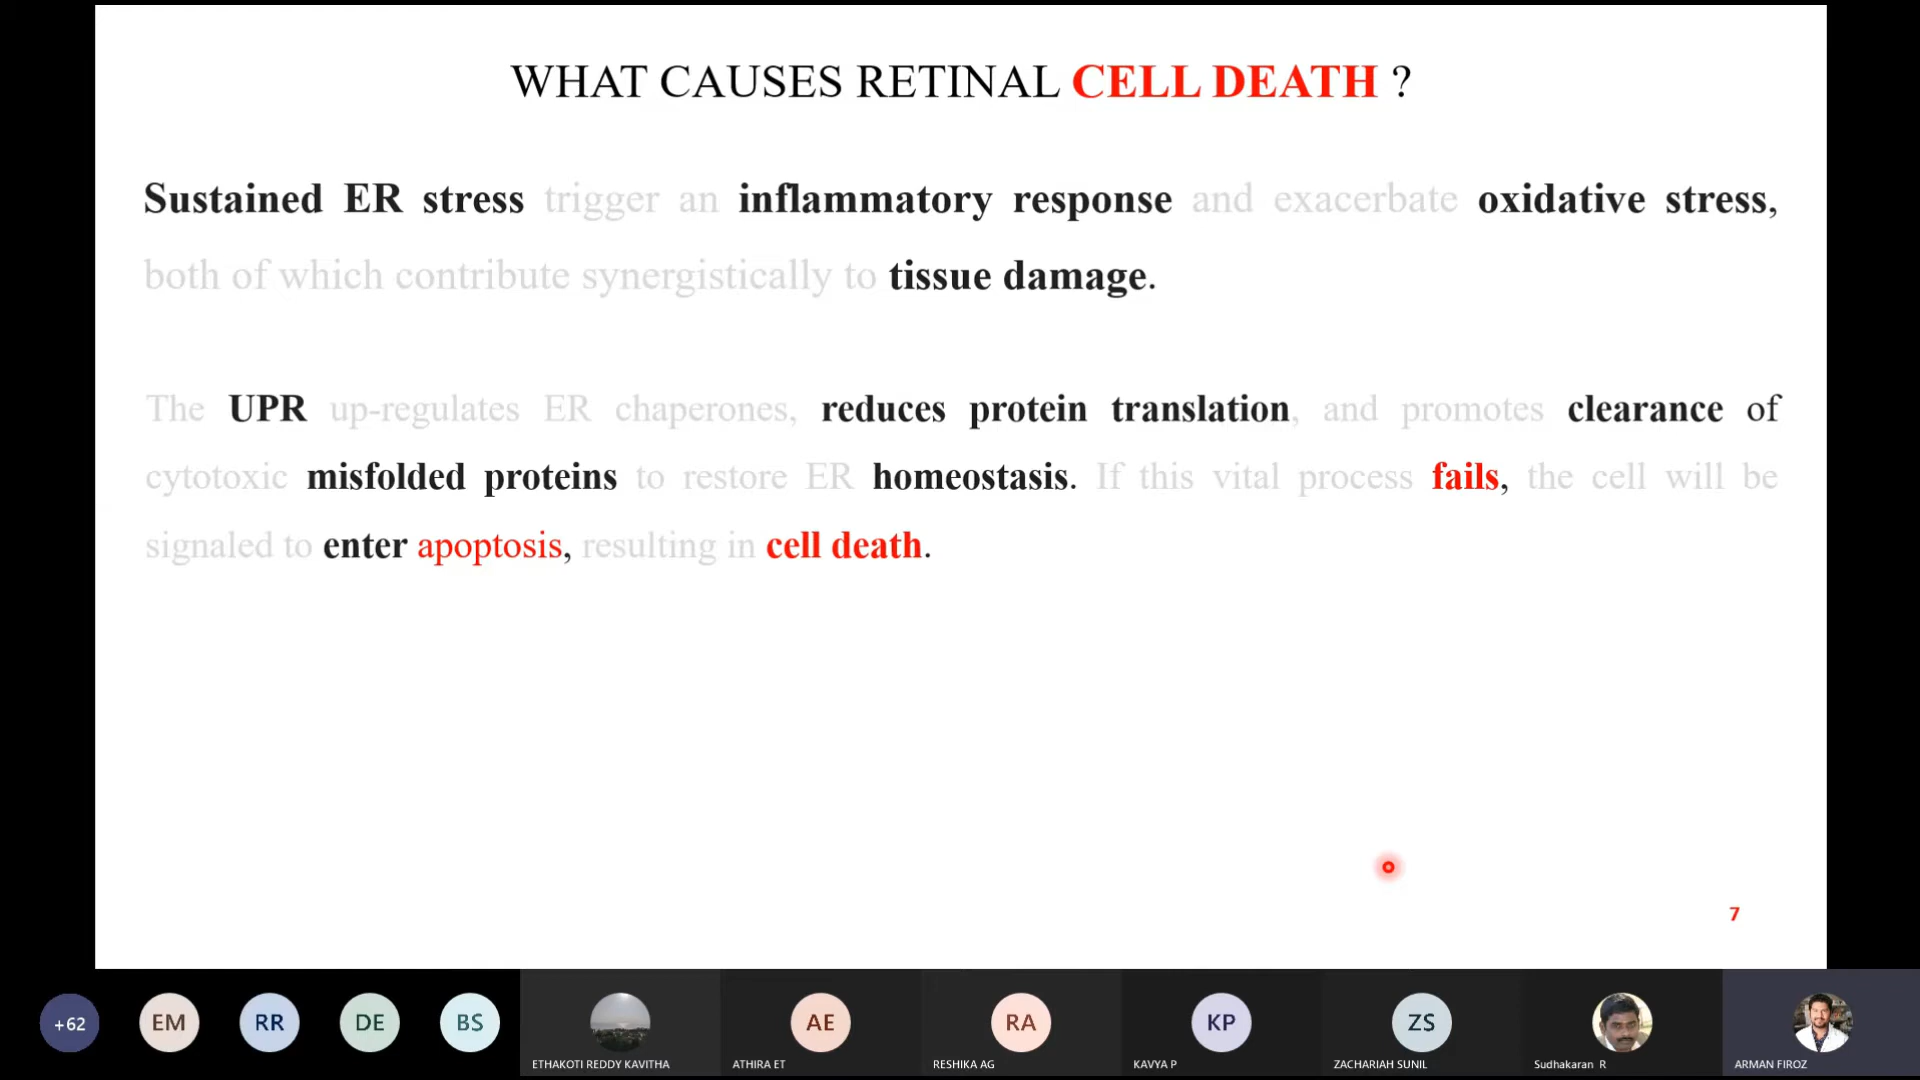 WHAT CAUSES RETINAL CELL DEATH ?
Sustained ER stress trigger an inflammatory response and exacerbate oxidative stress,
both of which contribute synergistically to tissue damage.
The UPR up-regulates ER chaperones, reduces protein translation, and promotes clearance of
cytotoxic misfolded proteins to restore ER homeostasis. If this vital process fails, the cell will be
signaled to enter apoptosis, resulting in cell death.
7
+62 EM RR DE BS AE RA KP ZS
ETHAKOTI REDDY KAVITHA ATHIRA ET RESHIKA AG KAVYA P ZACHARIAH SUNIL Sudhakaran R ARMAN FIROZ